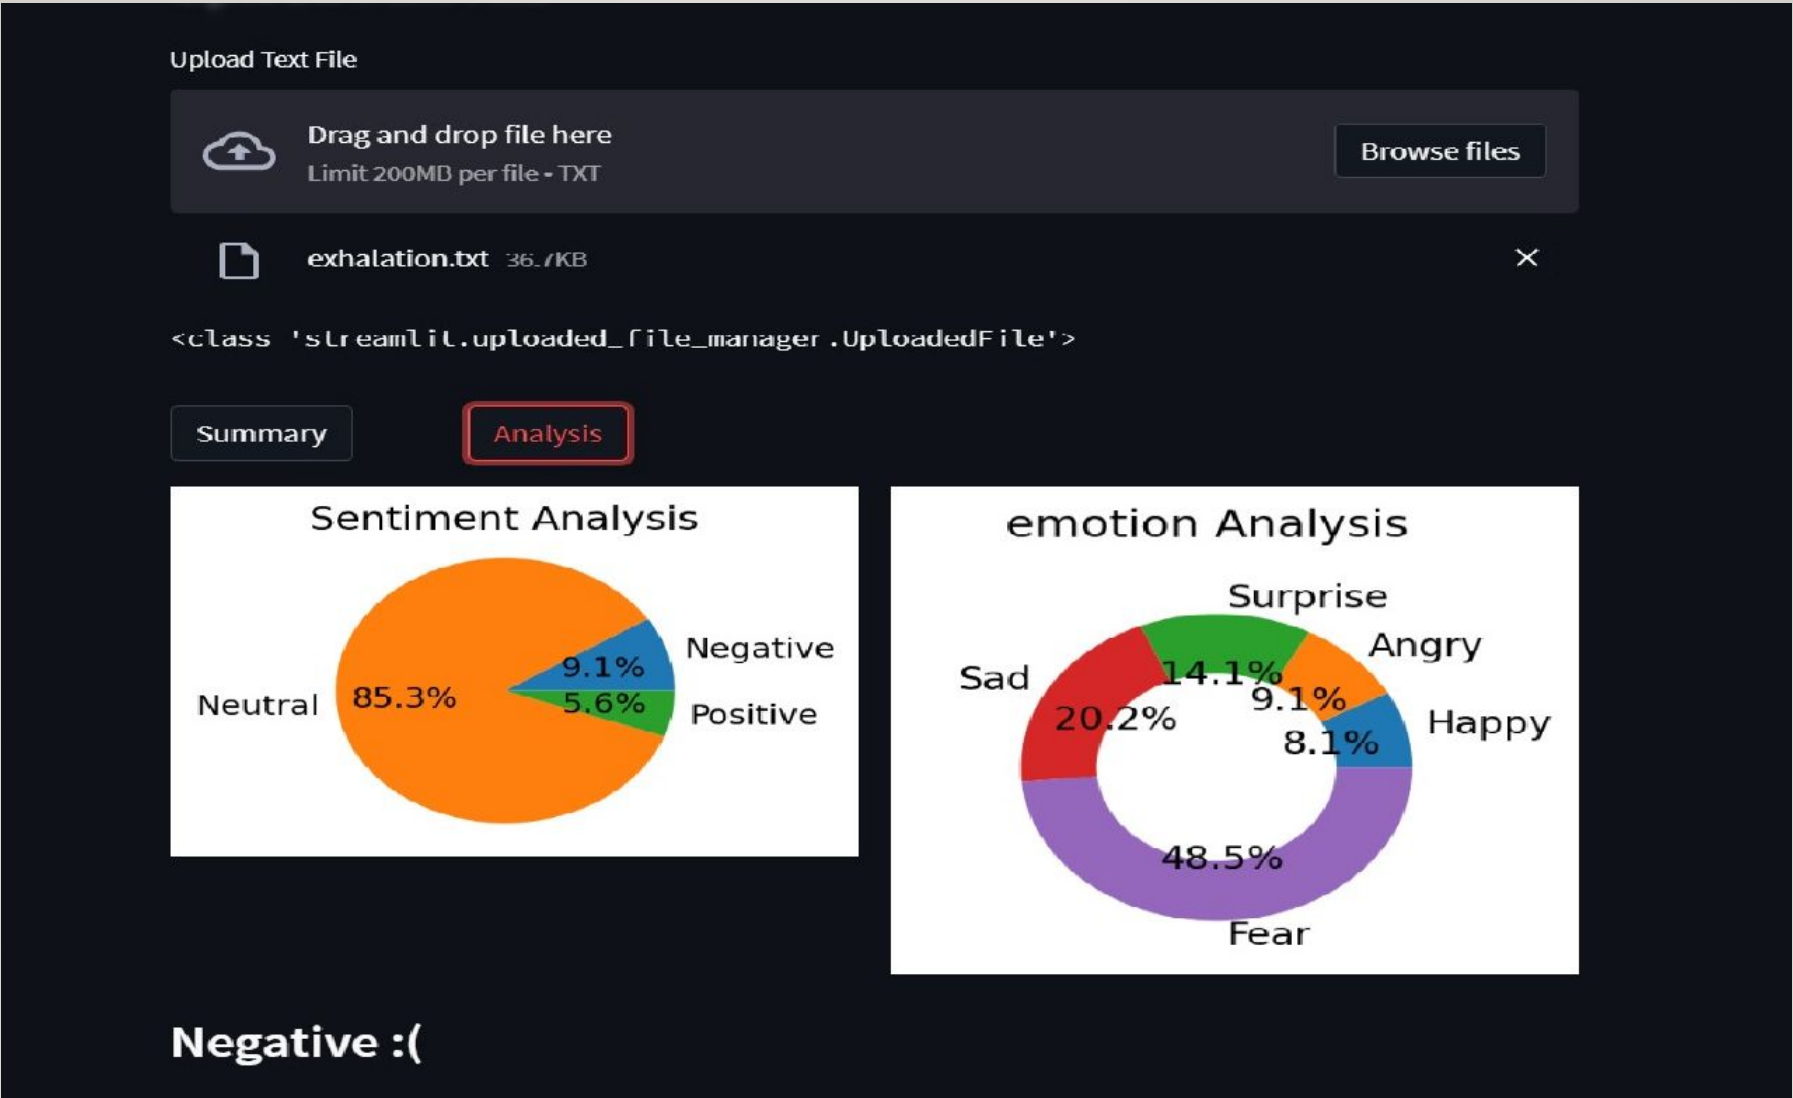 Upload Text File
Drag and drop file here
Limit 200MB per file • TXT
Browse files
exhalation.txt 36.7KB
<class 'streamlit.uploaded_file_manager.UploadedFile'>
Summary
Analysis
Sentiment Analysis
Negative
9.1%
Neutral
85.3%
5.6%
Positive
emotion Analysis
Surprise
Angry
Sad
14.1%
9.1%
20.2%
Happy
8.1%
48.5%
Fear
Negative :(